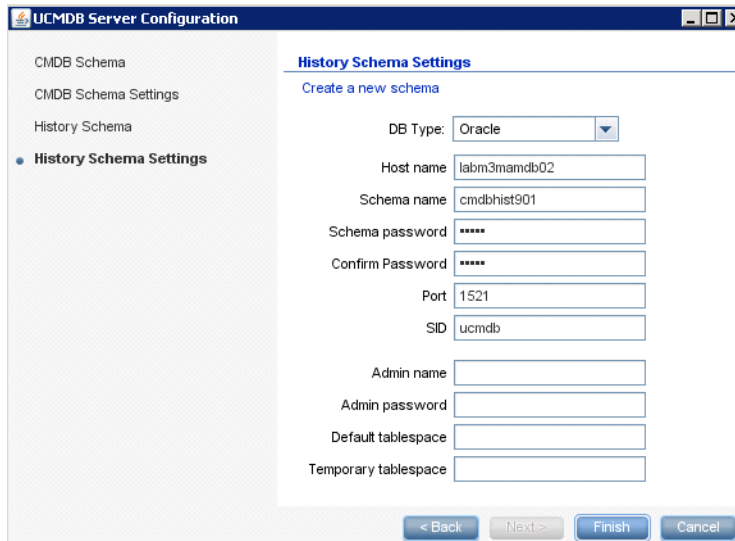 UCMDB Server Configuration
CMDB Schema
CMDB Schema Settings
History Schema
History Schema Settings
History Schema Settings
Create a new schema
DB Type: Oracle
Host name labm3mamdb02
Schema name cmdbhist901
Schema password •••••
Confirm Password •••••
Port 1521
SID ucmdb
Admin name
Admin password
Default tablespace
Temporary tablespace
< Back Next > Finish Cancel